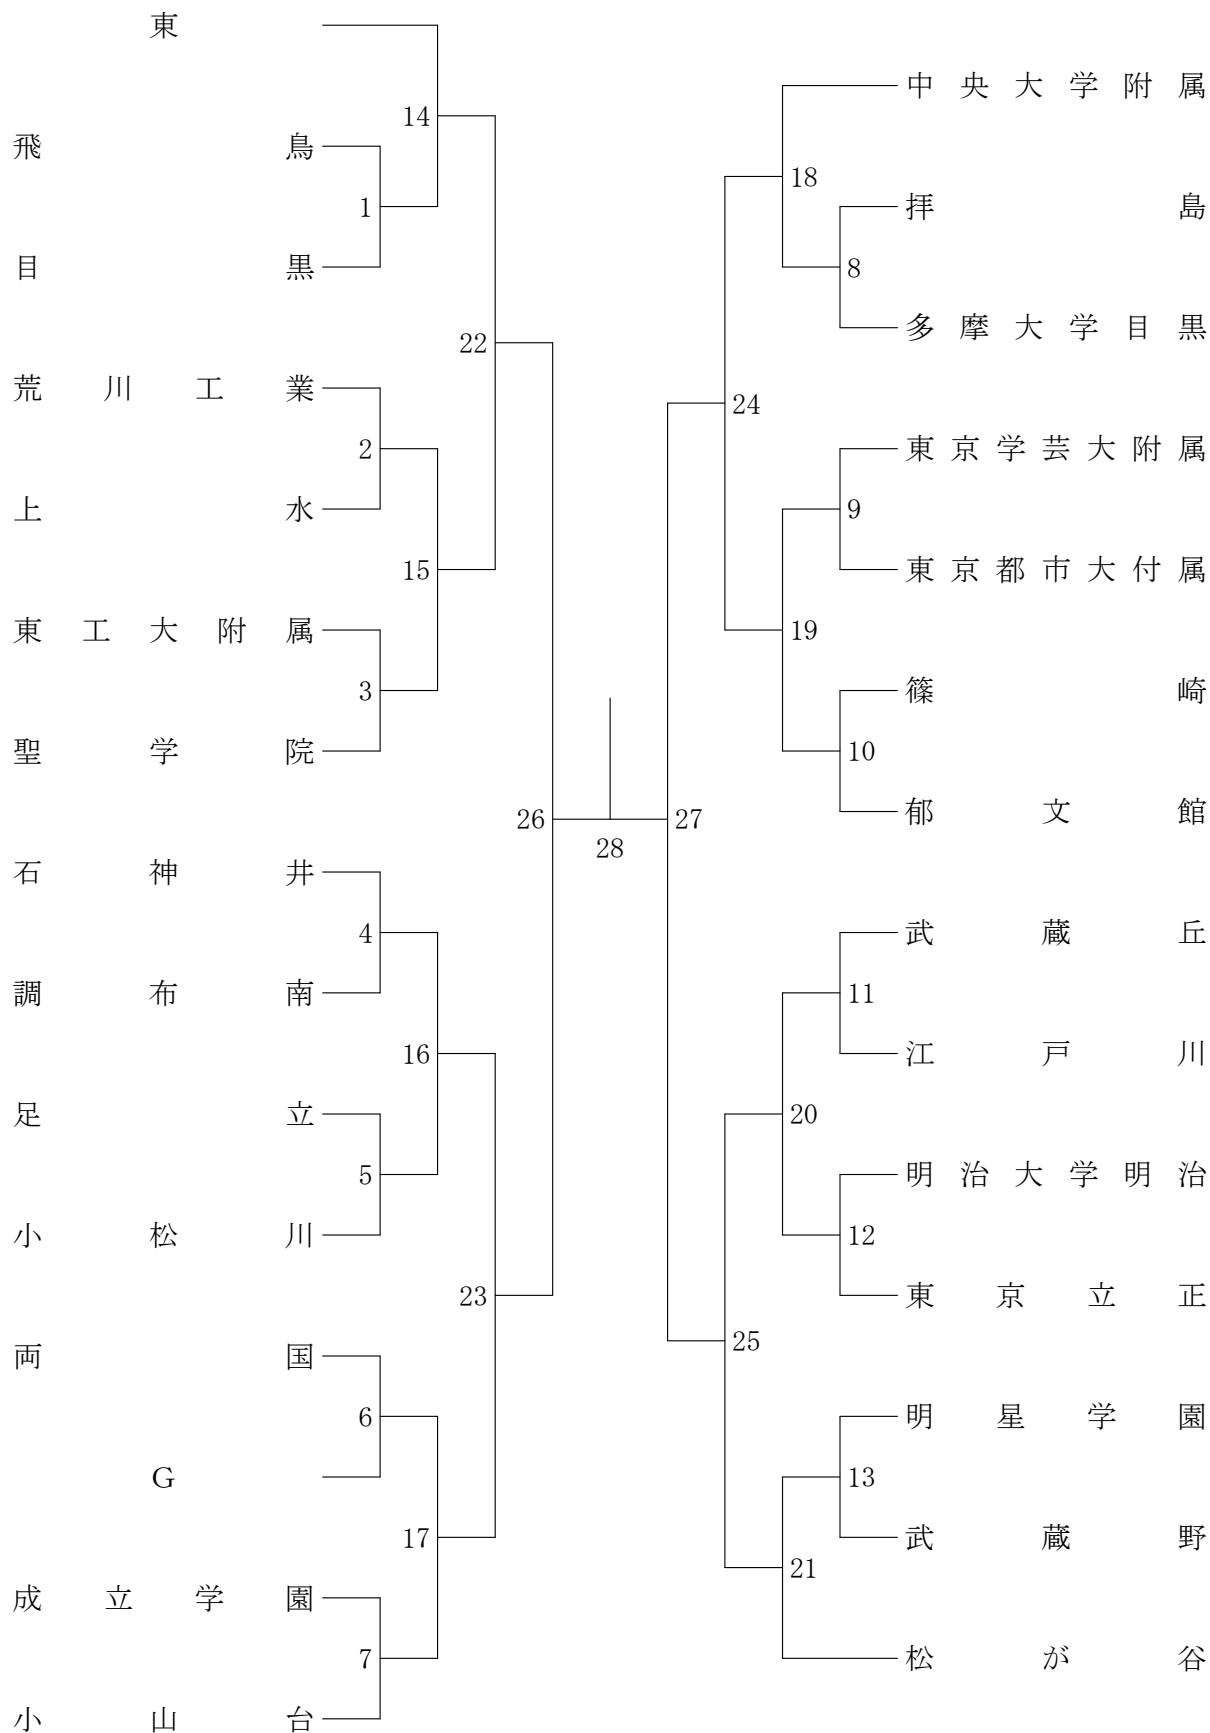 東
飛鳥
目黒
荒川工業
上水
東工大附属
聖学院
石神井
調布南
足立
小松川
両国
G
成立学園
小山台
1
2
3
4
5
6
7
14
15
16
17
22
23
26
28
27
24
25
18
19
20
21
8
9
10
11
12
13
中央大学附属
拝島
多摩大学目黒
東京学芸大附属
東京都市大付属
篠崎
郁文館
武蔵丘
江戸川
明治大学明治
東京立正
明星学園
武蔵野
松が谷